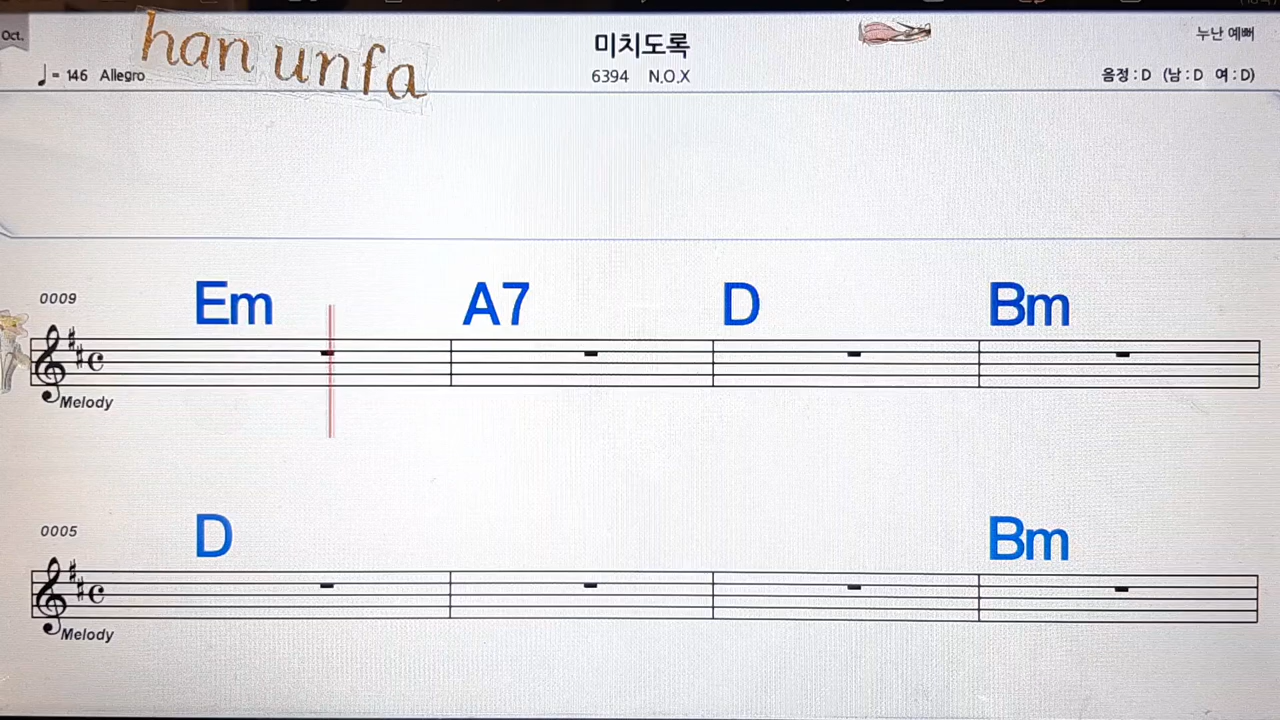 Oct.
han unfa
미치도록
누난 예뻐
♩= 146 Allegro
6394 N.O.X
음정 : D (남 : D 여 : D)
0009
Em A7 D Bm
Melody
0005
D Bm
Melody